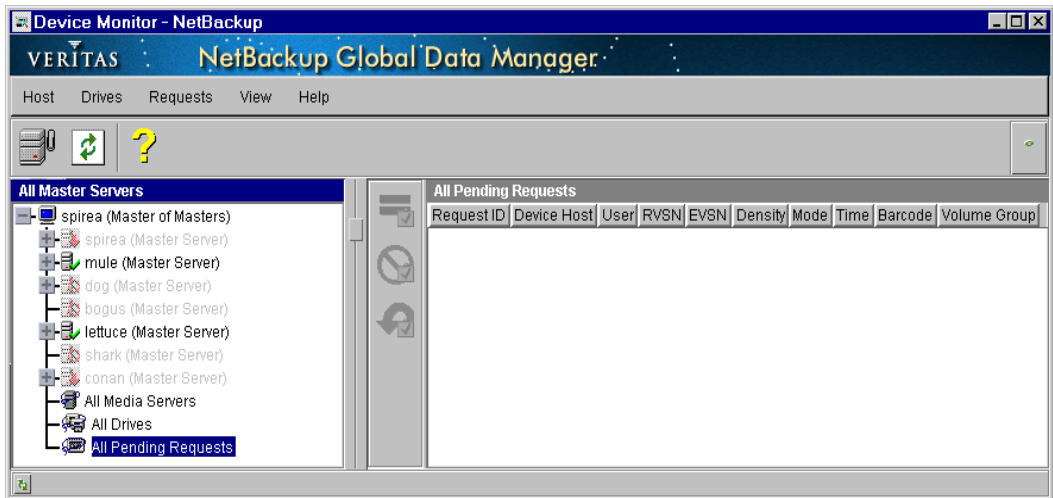 Device Monitor - NetBackup
VERITAS NetBackup Global Data Manager
Host Drives Requests View Help
?
All Master Servers
spirea (Master of Masters)
spirea (Master Server)
mule (Master Server)
dog (Master Server)
bogus (Master Server)
lettuce (Master Server)
shark (Master Server)
conan (Master Server)
All Media Servers
All Drives
All Pending Requests
All Pending Requests
Request ID Device Host User RVSN EVSN Density Mode Time Barcode Volume Group